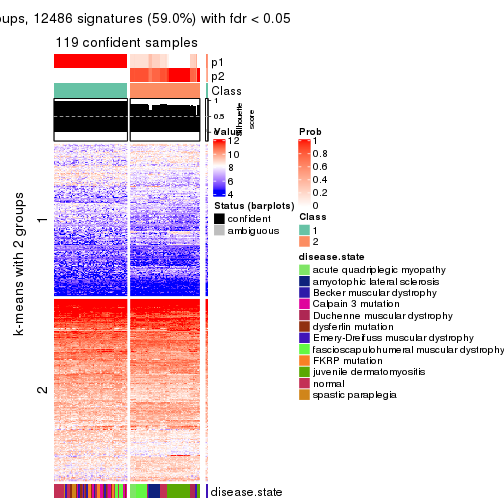 oups, 12486 signatures (59.0%) with fdr < 0.05
119 confident samples
p1
p2
Class
1
0.5
0
Silhouette
score
k-means with 2 groups
1
2
disease.state
Value
12
10
8
6
4
Status (barplots)
confident
ambiguous
Prob
1
0.8
0.6
0.4
0.2
0
Class
1
2
disease.state
acute quadriplegic myopathy
amyotophic lateral sclerosis
Becker muscular dystrophy
Calpain 3 mutation
Duchenne muscular dystrophy
dysferlin mutation
Emery-Dreifuss muscular dystrophy
fascioscapulohumeral muscular dystrophy
FKRP mutation
juvenile dermatomyositis
normal
spastic paraplegia